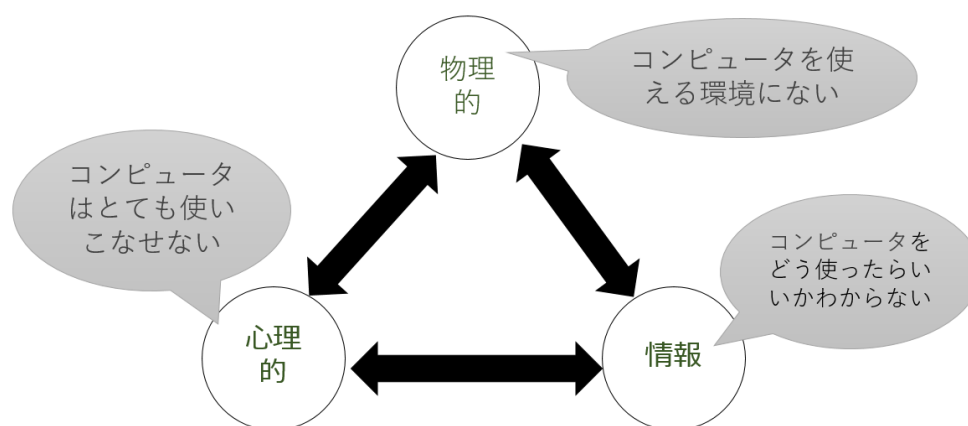 物理
的
コンピュータを使
える環境にない
コンピュータ
はとても使い
こなせない
コンピュータを
どう使ったらい
いかわからない
心理
的
情報